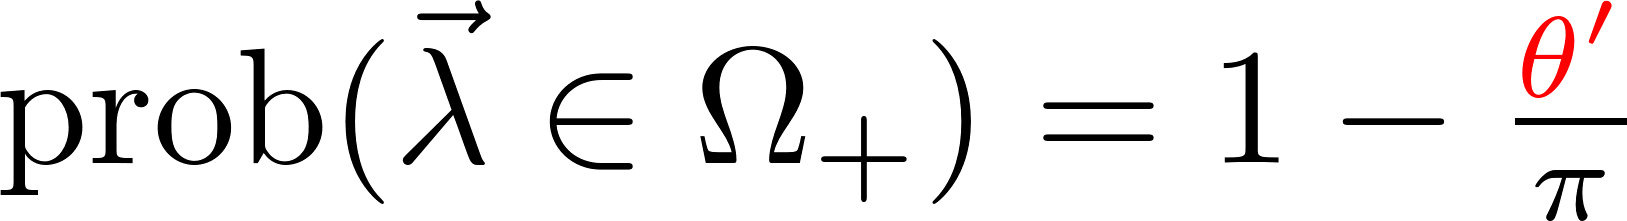 prob(λ⃗ ∈ Ω₊) = 1 − θ′/π